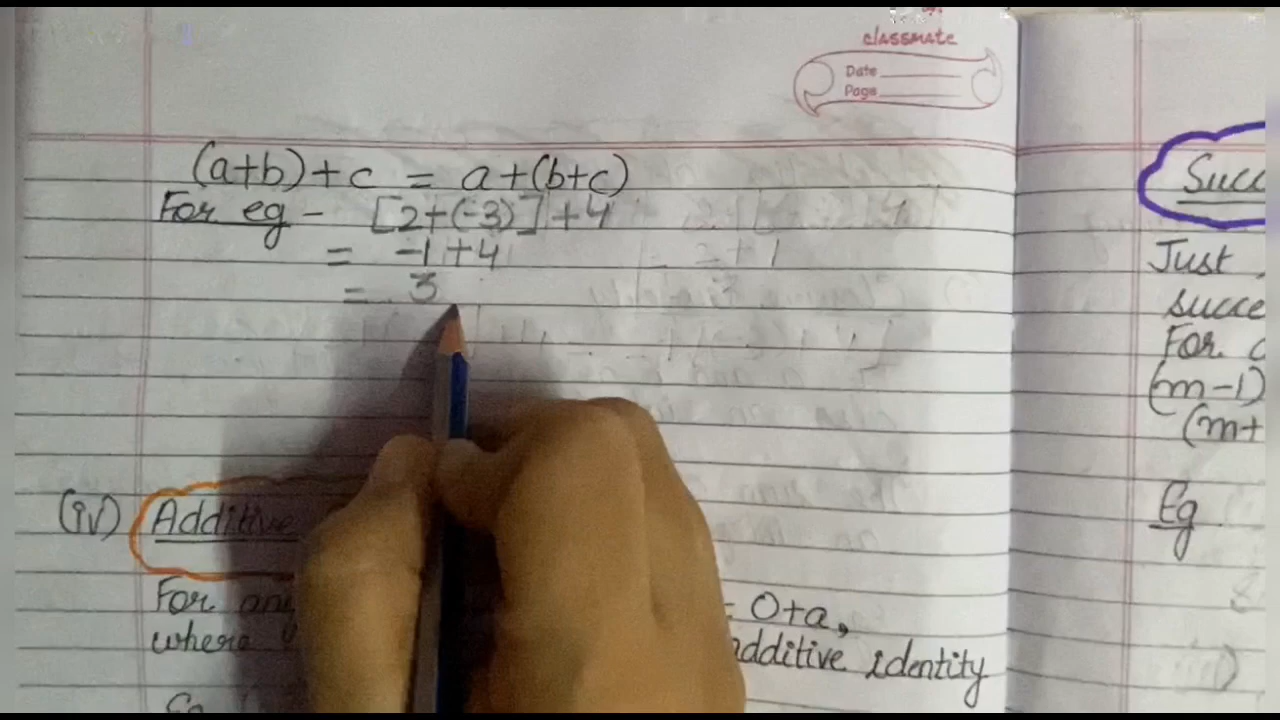 classmate
Date
Page
(a+b)+c = a+(b+c)
For eg - [2+(-3)]+4
= -1+4
= 3
(iv) Additive
For any = 0+a,
where additive identity
Eg
Just
succe
For
(m-1)
(m+
Eg